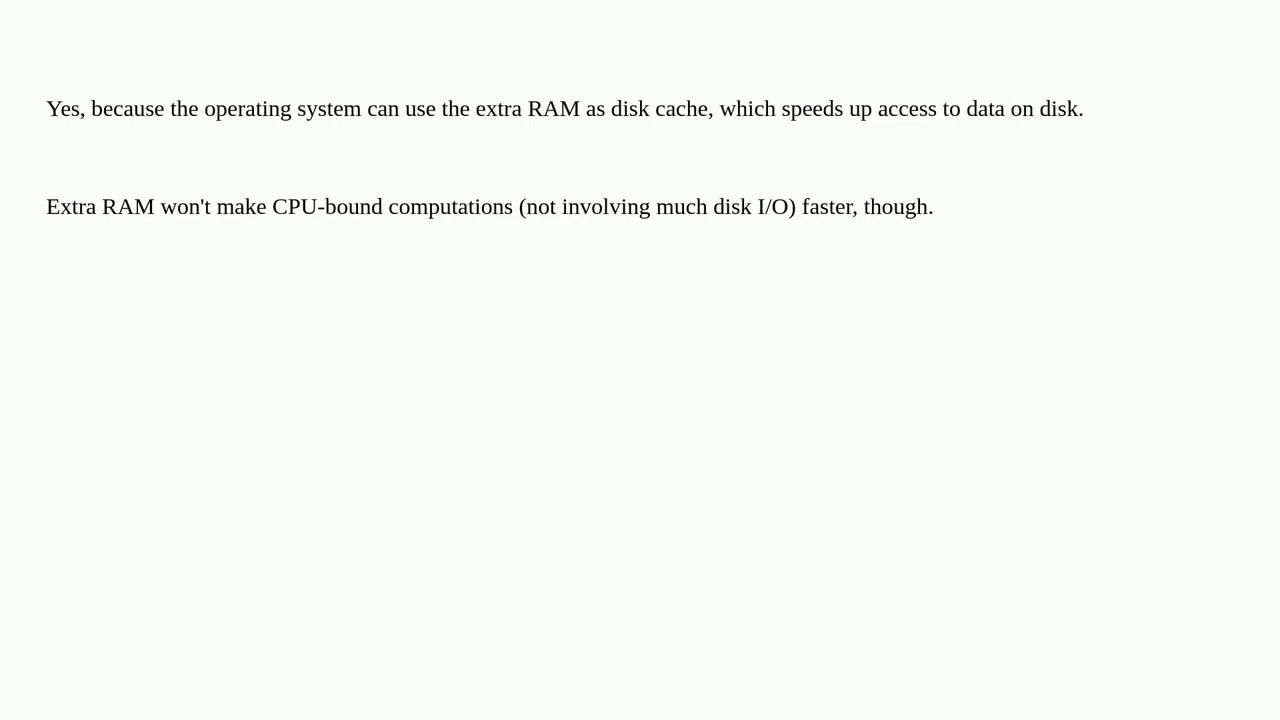 Yes, because the operating system can use the extra RAM as disk cache, which speeds up access to data on disk.
Extra RAM won't make CPU-bound computations (not involving much disk I/O) faster, though.